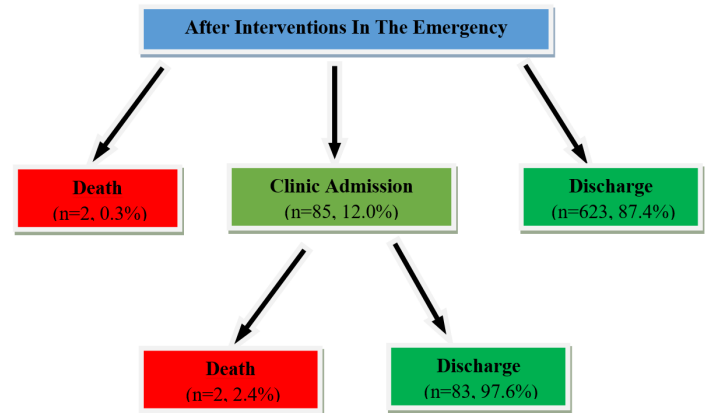 After Interventions In The Emergency
Death
(n=2, 0.3%)
Clinic Admission
(n=85, 12.0%)
Discharge
(n=623, 87.4%)
Death
(n=2, 2.4%)
Discharge
(n=83, 97.6%)